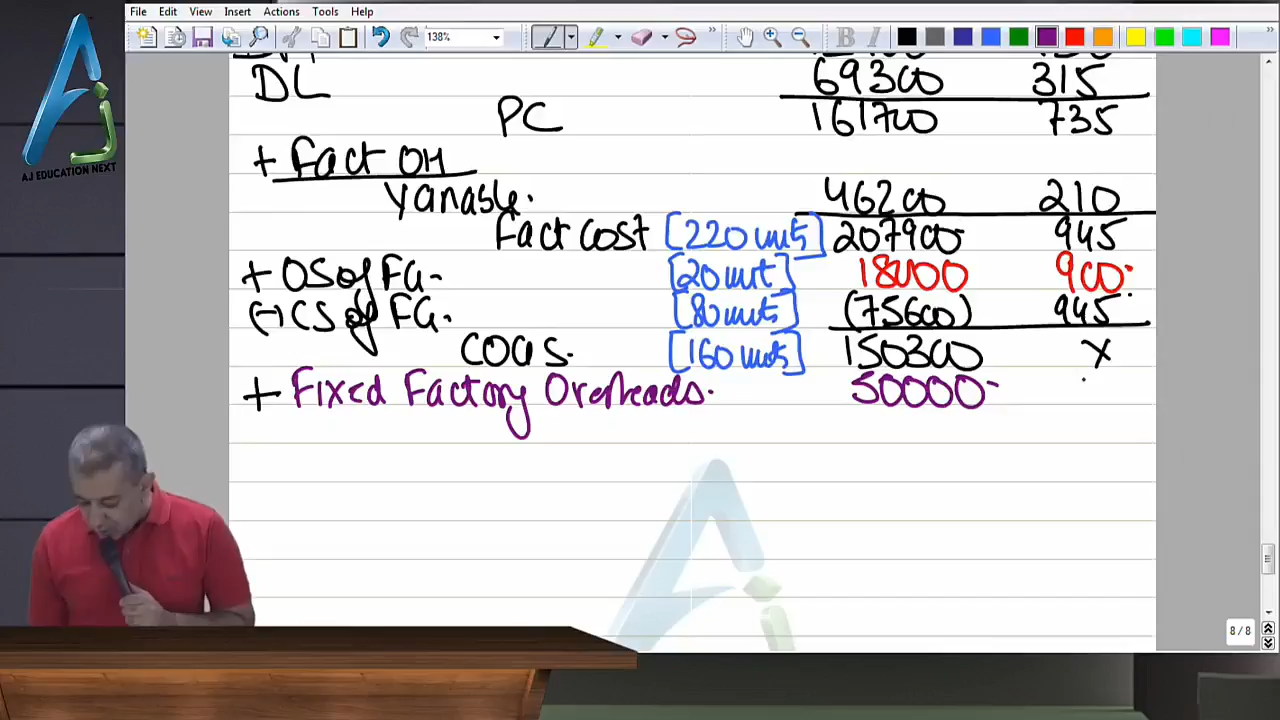 File Edit View Insert Actions Tools Help
138%
DL 69300 315
PC 161700 735
+ Fact OH
Variable. 46200 210
Fact Cost [220 units] 207900 945
+ OS of FG. [20 unit] 18000 900
(-) CS of FG. [80 units] (75600) 945
COGS. [160 units] 150300 X
+ Fixed Factory Overheads. 50000
8 / 8
AJ EDUCATION NEXT